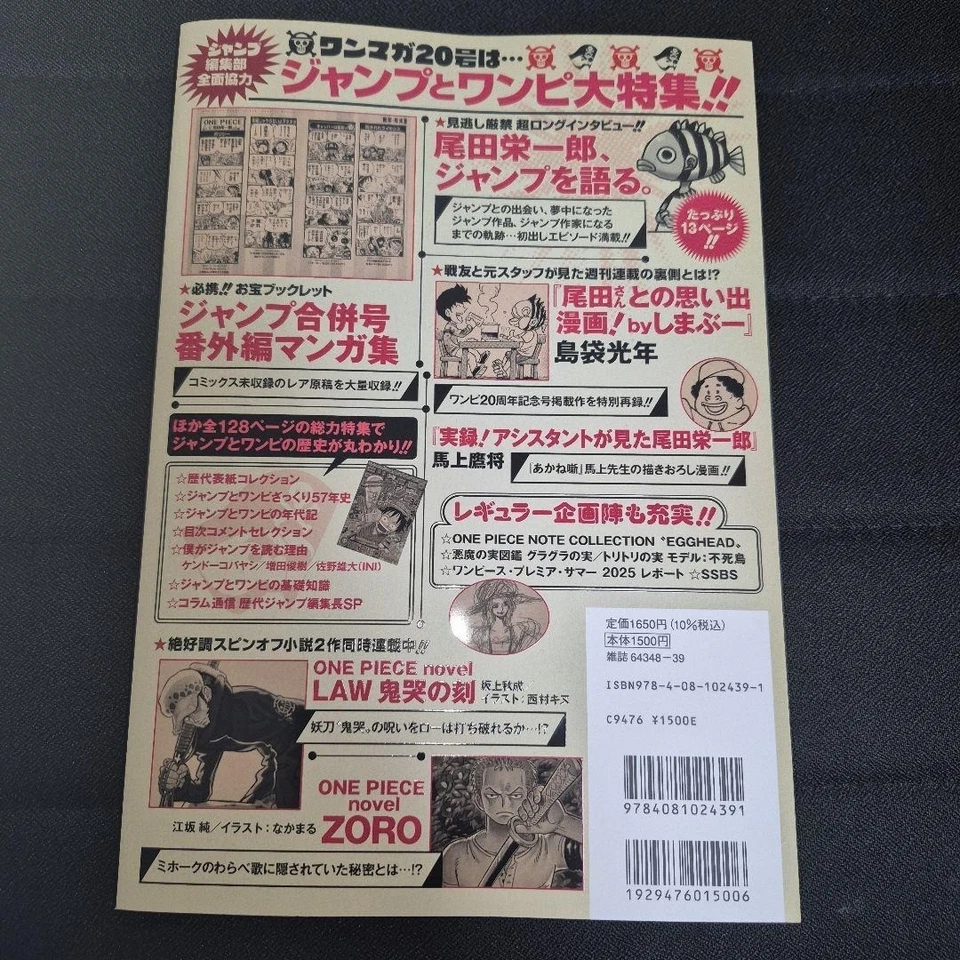 ジャンプ
編集部
全面協力
ワンマガ20号は…
ジャンプとワンピ大特集!!
ONE PIECE
★見逃し厳禁 超ロングインタビュー!!
尾田栄一郎、
ジャンプを語る。
ジャンプとの出会い、夢中になった
ジャンプ作品、ジャンプ作家になる
までの軌跡…初出しエピソード満載!!
たっぷり
13ページ
!!
★必携!! お宝ブックレット
ジャンプ合併号
番外編マンガ集
コミックス未収録のレア原稿を大量収録!!
★戦友と元スタッフが見た週刊連載の裏側とは!?
『尾田さんとの思い出
漫画! byしまぶー』
島袋光年
ワンピ20周年記念号掲載作を特別再録!!
『実録! アシスタントが見た尾田栄一郎』
馬上鷹将
『あかね噺』馬上先生の描きおろし漫画!!
ほか全128ページの総力特集で
ジャンプとワンピの歴史が丸わかり!!
☆歴代表紙コレクション
☆ジャンプとワンピざっくり57年史
☆ジャンプとワンピの年代記
☆目次コメントセレクション
☆僕がジャンプを読む理由
ケンドーコバヤシ/増田俊樹/佐野雄大(INI)
☆ジャンプとワンピの基礎知識
☆コラム通信 歴代ジャンプ編集長SP
レギュラー企画陣も充実!!
☆ONE PIECE NOTE COLLECTION〝EGGHEAD〟
☆悪魔の実図鑑 グラグラの実/トリトリの実 モデル:不死鳥
☆ワンピース・プレミア・サマー 2025 レポート ☆SSBS
★絶好調スピンオフ小説2作同時連載中!!
ONE PIECE novel
LAW 鬼哭の刻
坂上秋成
イラスト:西村キヌ
妖刀〝鬼哭〟の呪いをローは打ち破れるか…!?
ONE PIECE
novel
ZORO
江坂 純/イラスト:なかまる
ミホークのわらべ歌に隠されていた秘密とは…!?
定価1650円(10%税込)
本体1500円
雑誌 64348-39
ISBN978-4-08-102439-1
C9476 ¥1500E
9784081024391
1929476015006